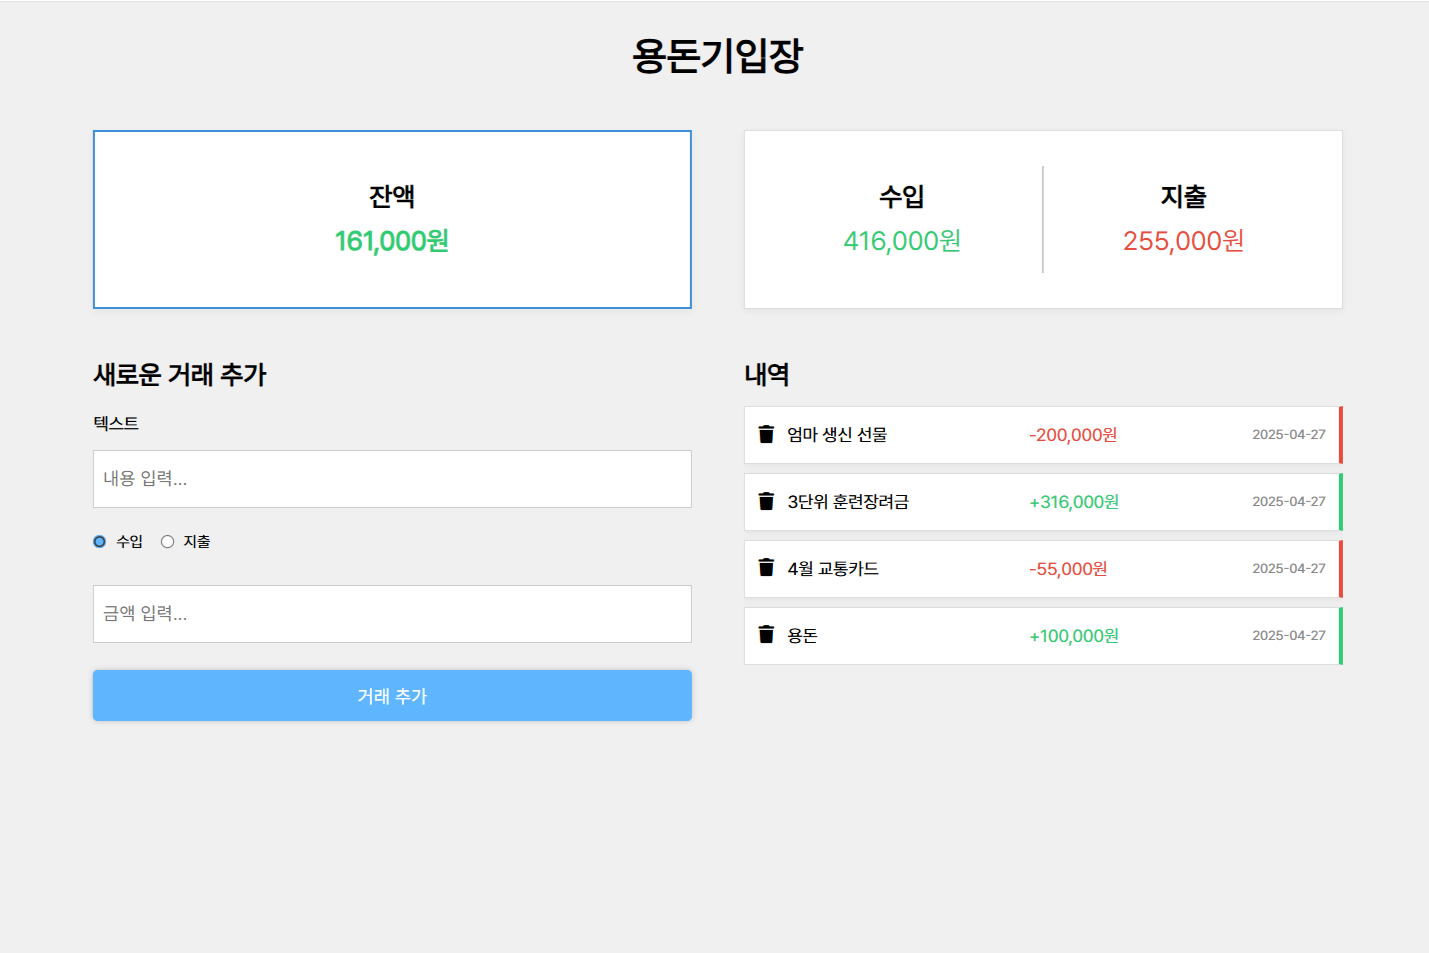 용돈기입장
잔액
161,000원
수입
416,000원
지출
255,000원
새로운 거래 추가
텍스트
내용 입력...
수입 지출
금액 입력...
거래 추가
내역
엄마 생신 선물 -200,000원 2025-04-27
3단위 훈련장려금 +316,000원 2025-04-27
4월 교통카드 -55,000원 2025-04-27
용돈 +100,000원 2025-04-27